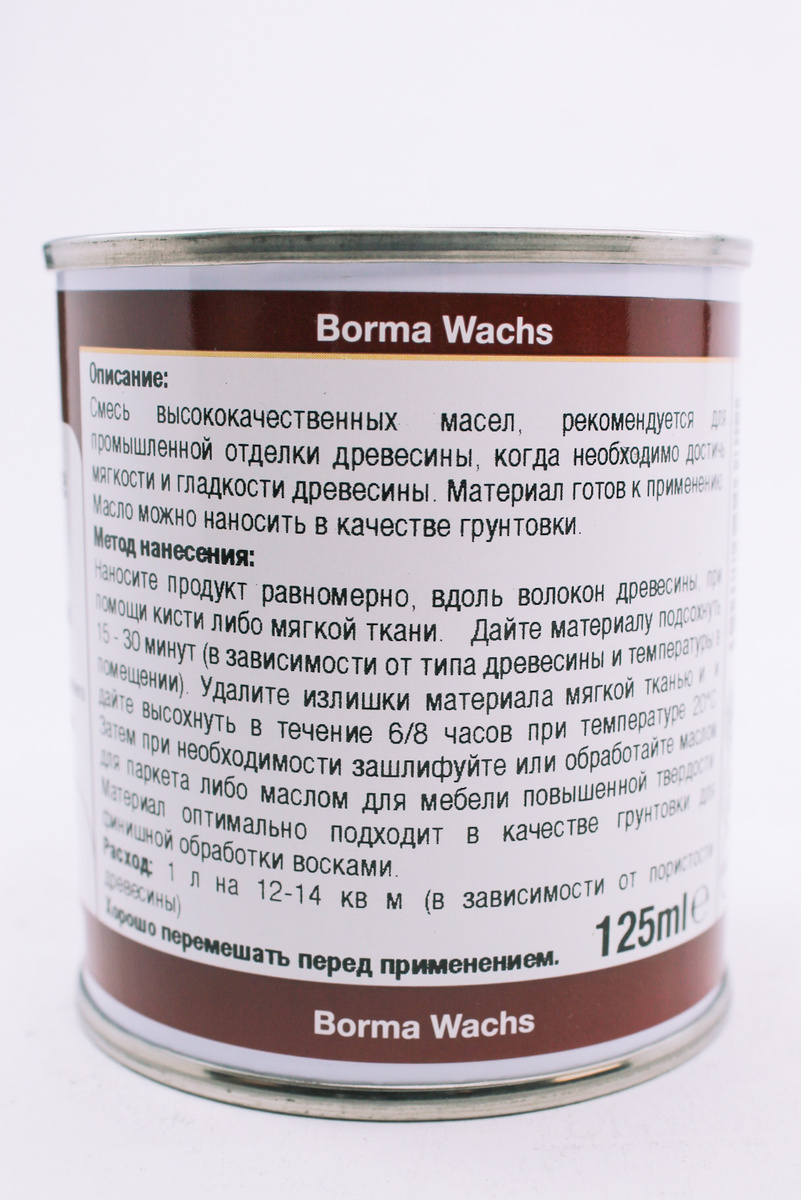 Borma Wachs
Описание:
Смесь высококачественных масел, рекомендуется для
промышленной отделки древесины, когда необходимо достичь
мягкости и гладкости древесины. Материал готов к применению.
Масло можно наносить в качестве грунтовки.
Метод нанесения:
Наносите продукт равномерно, вдоль волокон древесины, при
помощи кисти либо мягкой ткани. Дайте материалу подсохнуть
15 - 30 минут (в зависимости от типа древесины и температуры в
помещении). Удалите излишки материала мягкой тканью и и
дайте высохнуть в течение 6/8 часов при температуре 20°C
Затем при необходимости зашлифуйте или обработайте маслом
для паркета либо маслом для мебели повышенной твердости
Материал оптимально подходит в качестве грунтовки для
финишной обработки восками.
Расход: 1 л на 12-14 кв м (в зависимости от пористости
древесины)
Хорошо перемешать перед применением.
125ml℮
Borma Wachs